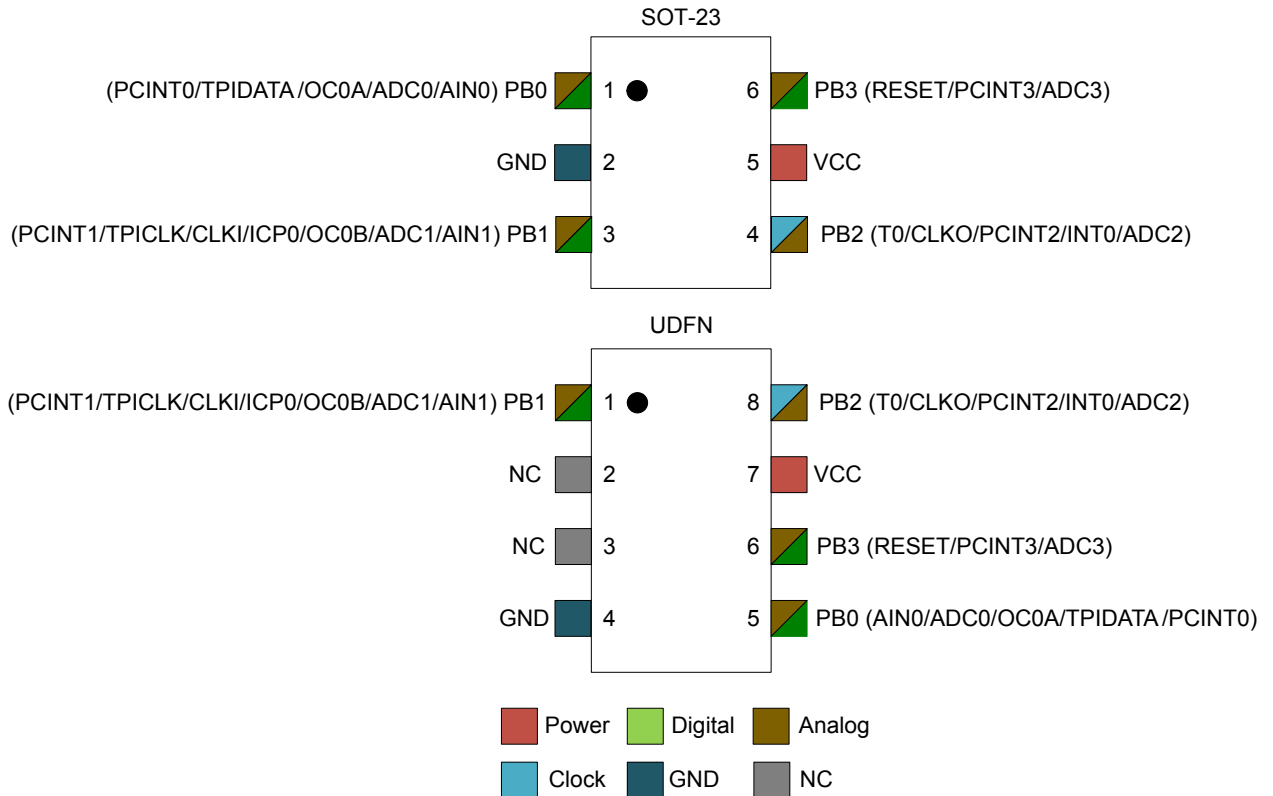 SOT-23
(PCINT0/TPIDATA/OC0A/ADC0/AIN0) PB0 1 6 PB3 (RESET/PCINT3/ADC3)
GND 2 5 VCC
(PCINT1/TPICLK/CLKI/ICP0/OC0B/ADC1/AIN1) PB1 3 4 PB2 (T0/CLKO/PCINT2/INT0/ADC2)
UDFN
(PCINT1/TPICLK/CLKI/ICP0/OC0B/ADC1/AIN1) PB1 1 8 PB2 (T0/CLKO/PCINT2/INT0/ADC2)
NC 2 7 VCC
NC 3 6 PB3 (RESET/PCINT3/ADC3)
GND 4 5 PB0 (AIN0/ADC0/OC0A/TPIDATA/PCINT0)
Power Digital Analog
Clock GND NC